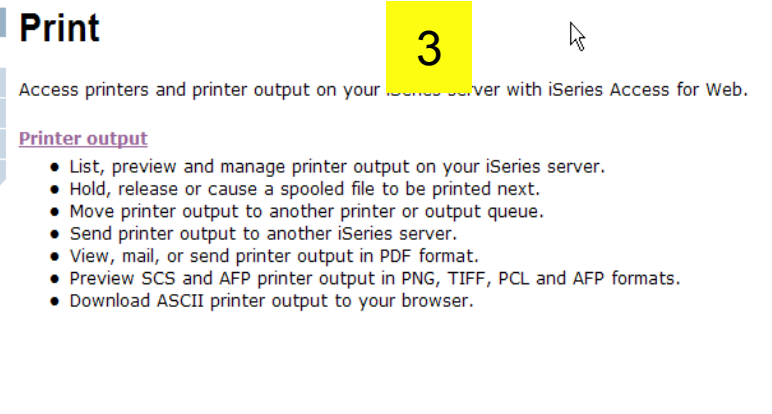 Print
3
Access printers and printer output on your server with iSeries Access for Web.
Printer output
● List, preview and manage printer output on your iSeries server.
● Hold, release or cause a spooled file to be printed next.
● Move printer output to another printer or output queue.
● Send printer output to another iSeries server.
● View, mail, or send printer output in PDF format.
● Preview SCS and AFP printer output in PNG, TIFF, PCL and AFP formats.
● Download ASCII printer output to your browser.